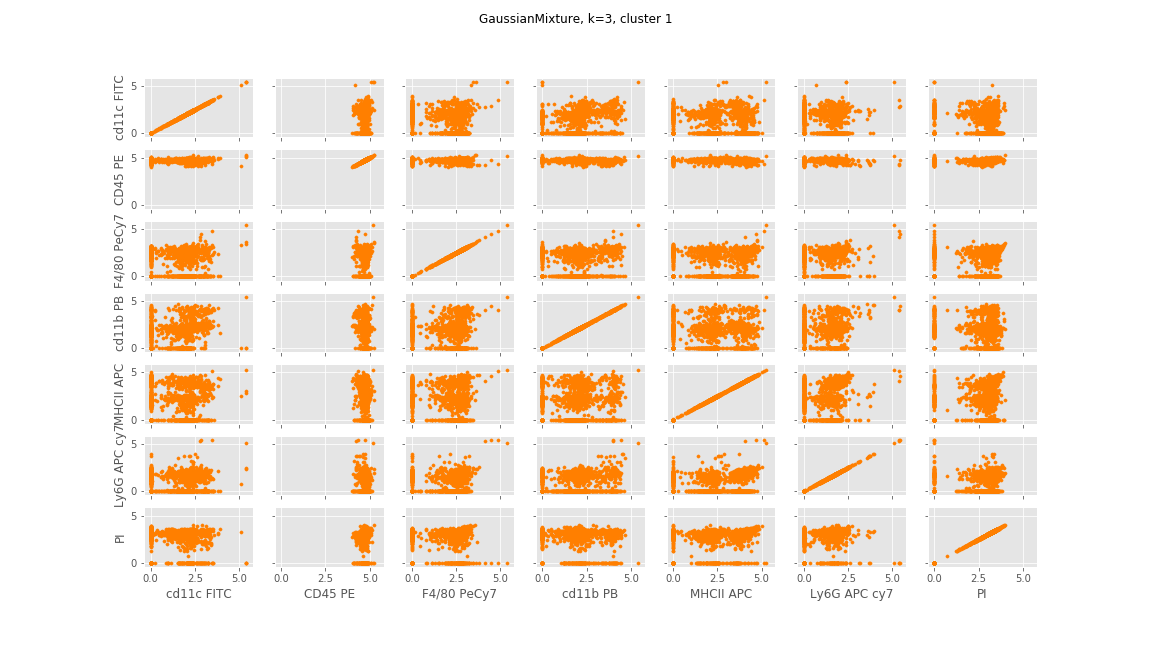 GaussianMixture, k=3, cluster 1
cd11c FITC
5
0
CD45 PE
5
0
F4/80 PeCy7
5
0
cd11b PB
5
0
MHCII APC
5
0
Ly6G APC cy7
5
0
PI
5
0
0.0 2.5 5.0 0.0 2.5 5.0 0.0 2.5 5.0 0.0 2.5 5.0 0.0 2.5 5.0 0.0 2.5 5.0 0.0 2.5 5.0
cd11c FITC CD45 PE F4/80 PeCy7 cd11b PB MHCII APC Ly6G APC cy7 PI